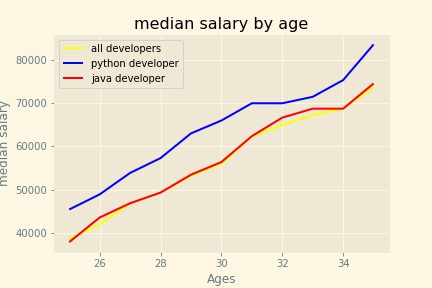 median salary by age
all developers
python developer
java developer
80000
70000
60000
50000
40000
median salary
26 28 30 32 34
Ages